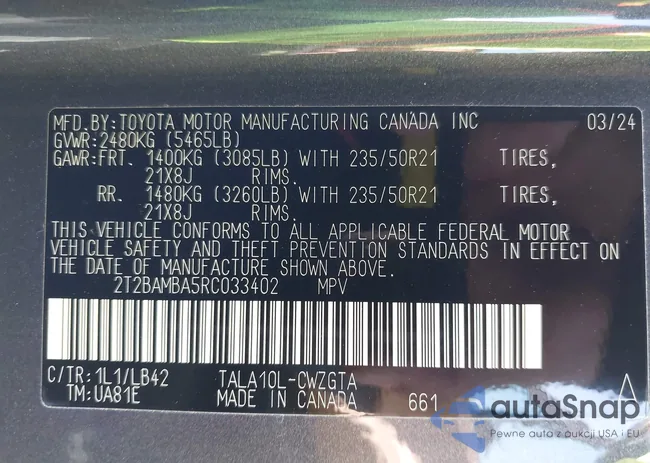 MFD.BY:TOYOTA MOTOR MANUFACTURING CANADA INC 03/24
GVWR:2480KG (5465LB)
GAWR:FRT. 1400KG (3085LB) WITH 235/50R21 TIRES,
21X8J RIMS.
RR. 1480KG (3260LB) WITH 235/50R21 TIRES,
21X8J RIMS.
THIS VEHICLE CONFORMS TO ALL APPLICABLE FEDERAL MOTOR
VEHICLE SAFETY AND THEFT PREVENTION STANDARDS IN EFFECT ON
THE DATE OF MANUFACTURE SHOWN ABOVE.
2T2BAMBA5RC033402 MPV
C/TR:1L1/LB42 TALA10L-CWZGTA
TM:UA81E MADE IN CANADA 661
autoSnap
Pewne auto z aukcji USA i EU